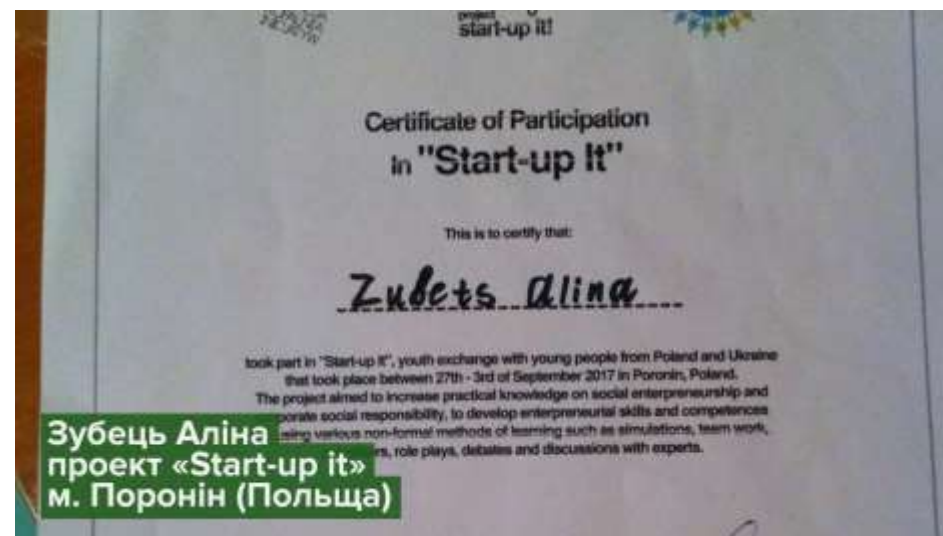 project
start-up it!
Certificate of Participation
in "Start-up It"
This is to certify that:
Zubets Alina
took part in "Start-up It", youth exchange with young people from Poland and Ukraine
that took place between 27th - 3rd of September 2017 in Poronin, Poland.
The project aimed to increase practical knowledge on social enterpreneurship and
social responsibility, to develop enterpreneurial skills and competences
various non-formal methods of learning such as simulations, team work,
role plays, debates and discussions with experts.
Зубець Аліна
проект «Start-up it»
м. Поронін (Польща)